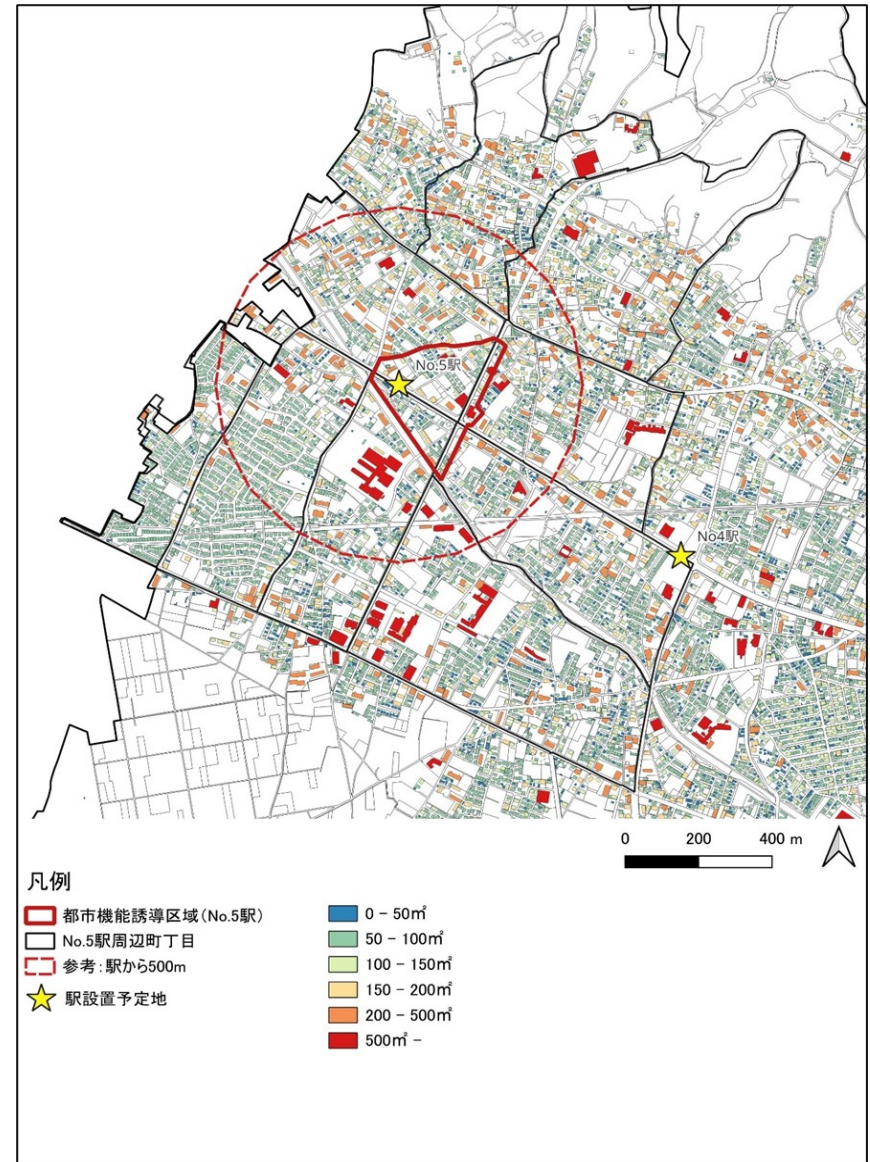 No.5駅
No4駅
0 200 400 m
凡例
都市機能誘導区域(No.5駅)
No.5駅周辺町丁目
参考:駅から500m
駅設置予定地
0 - 50㎡
50 - 100㎡
100 - 150㎡
150 - 200㎡
200 - 500㎡
500㎡ -